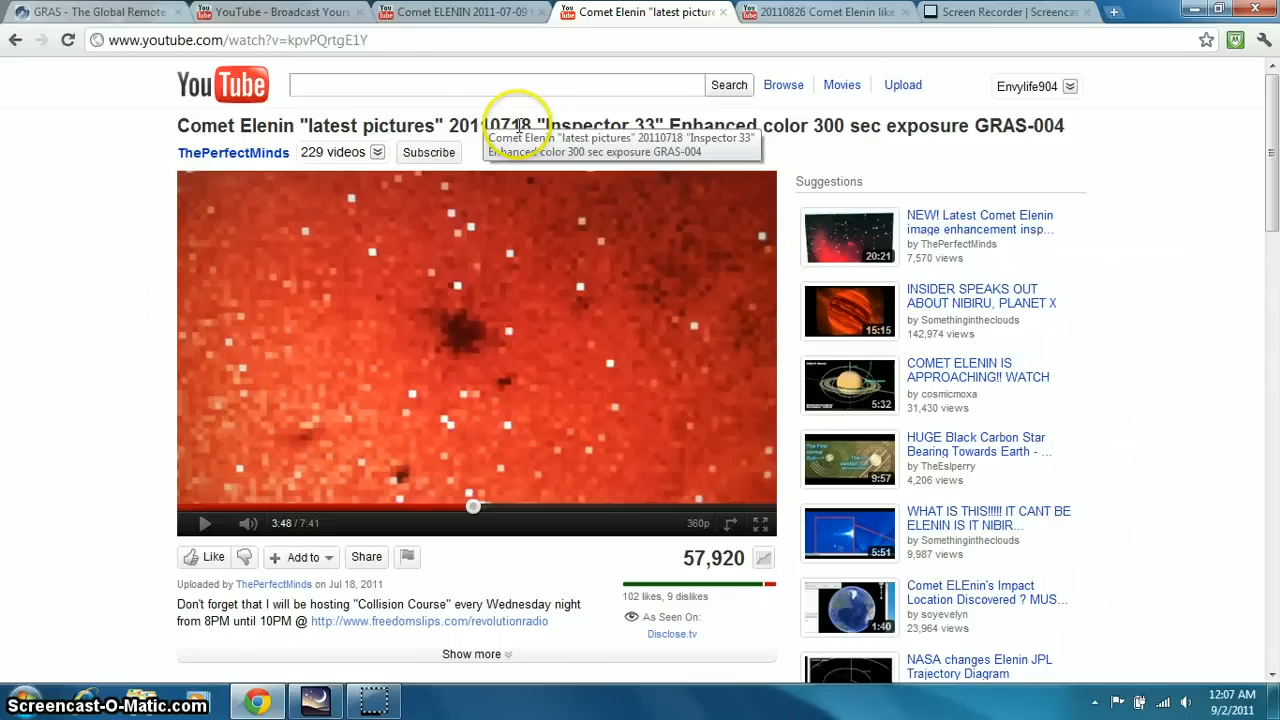 GRAS - The Global Remote
YouTube - Broadcast Yours
Comet ELENIN 2011-07-09 t
Comet Elenin "latest picture
20110826 Comet Elenin like
Screen Recorder | Screencas
www.youtube.com/watch?v=kpvPQrtgE1Y
YouTube
Search
Browse
Movies
Upload
Envylife904
Comet Elenin "latest pictures" 20110718 "Inspector 33" Enhanced color 300 sec exposure GRAS-004
Comet Elenin "latest pictures" 20110718 "Inspector 33"
Enhanced color 300 sec exposure GRAS-004
ThePerfectMinds
229 videos
Subscribe
Suggestions
NEW! Latest Comet Elenin
image enhancement insp...
by ThePerfectMinds
7,570 views
20:21
INSIDER SPEAKS OUT
ABOUT NIBIRU, PLANET X
by Somethingintheclouds
142,974 views
15:15
COMET ELENIN IS
APPROACHING!! WATCH
by cosmicmoxa
31,430 views
5:32
HUGE Black Carbon Star
Bearing Towards Earth - ...
by TheEslperry
4,206 views
9:57
WHAT IS THIS!!!!! IT CANT BE
ELENIN IS IT NIBIR...
by Somethingintheclouds
9,987 views
5:51
Comet ELEnin's Impact
Location Discovered ? MUS...
by soyevelyn
23,964 views
1:40
NASA changes Elenin JPL
Trajectory Diagram
3:48 / 7:41
360p
Like
Add to
Share
57,920
Uploaded by ThePerfectMinds on Jul 18, 2011
102 likes, 9 dislikes
Don't forget that I will be hosting "Collision Course" every Wednesday night
from 8PM until 10PM @ http://www.freedomslips.com/revolutionradio
As Seen On:
Disclose.tv
Show more
Screencast-O-Matic.com
12:07 AM
9/2/2011